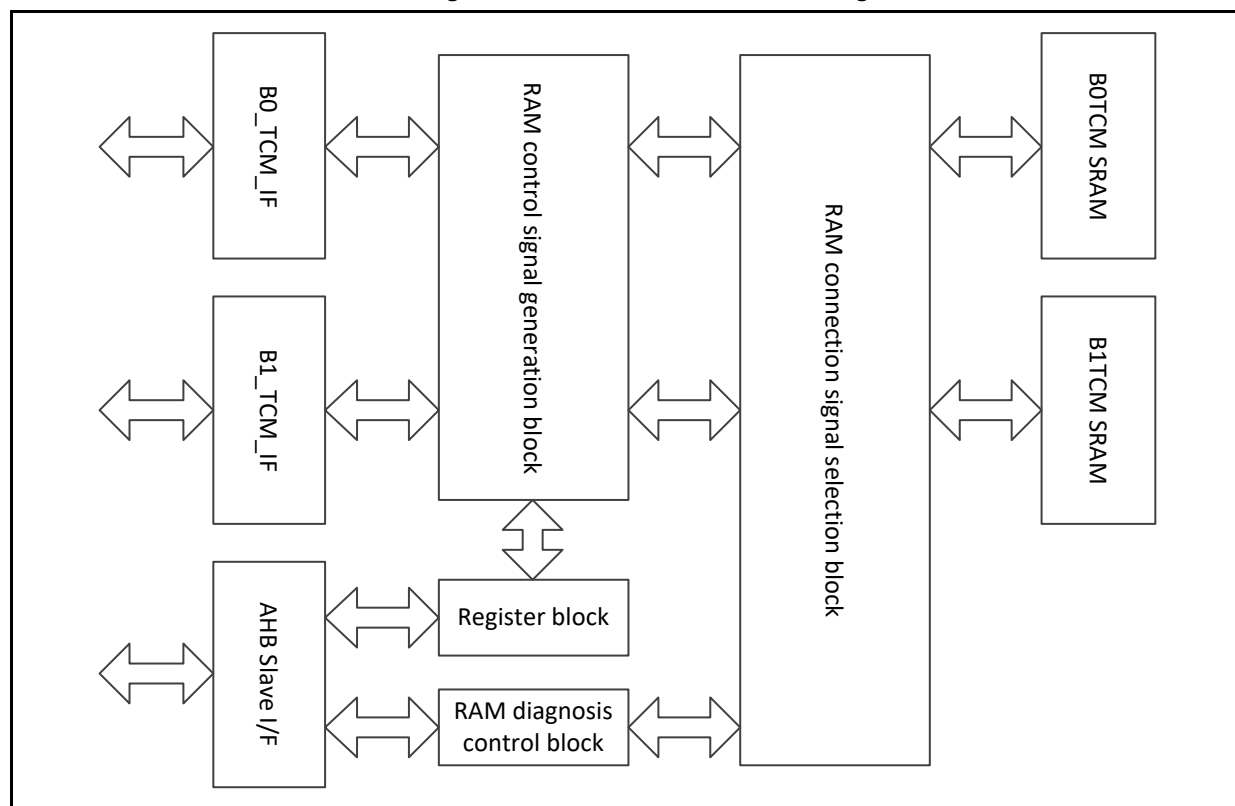 B0_TCM_IF
RAM control signal generation block
RAM connection signal selection block
B0TCM SRAM
B1_TCM_IF
B1TCM SRAM
AHB Slave I/F
Register block
RAM diagnosis
control block